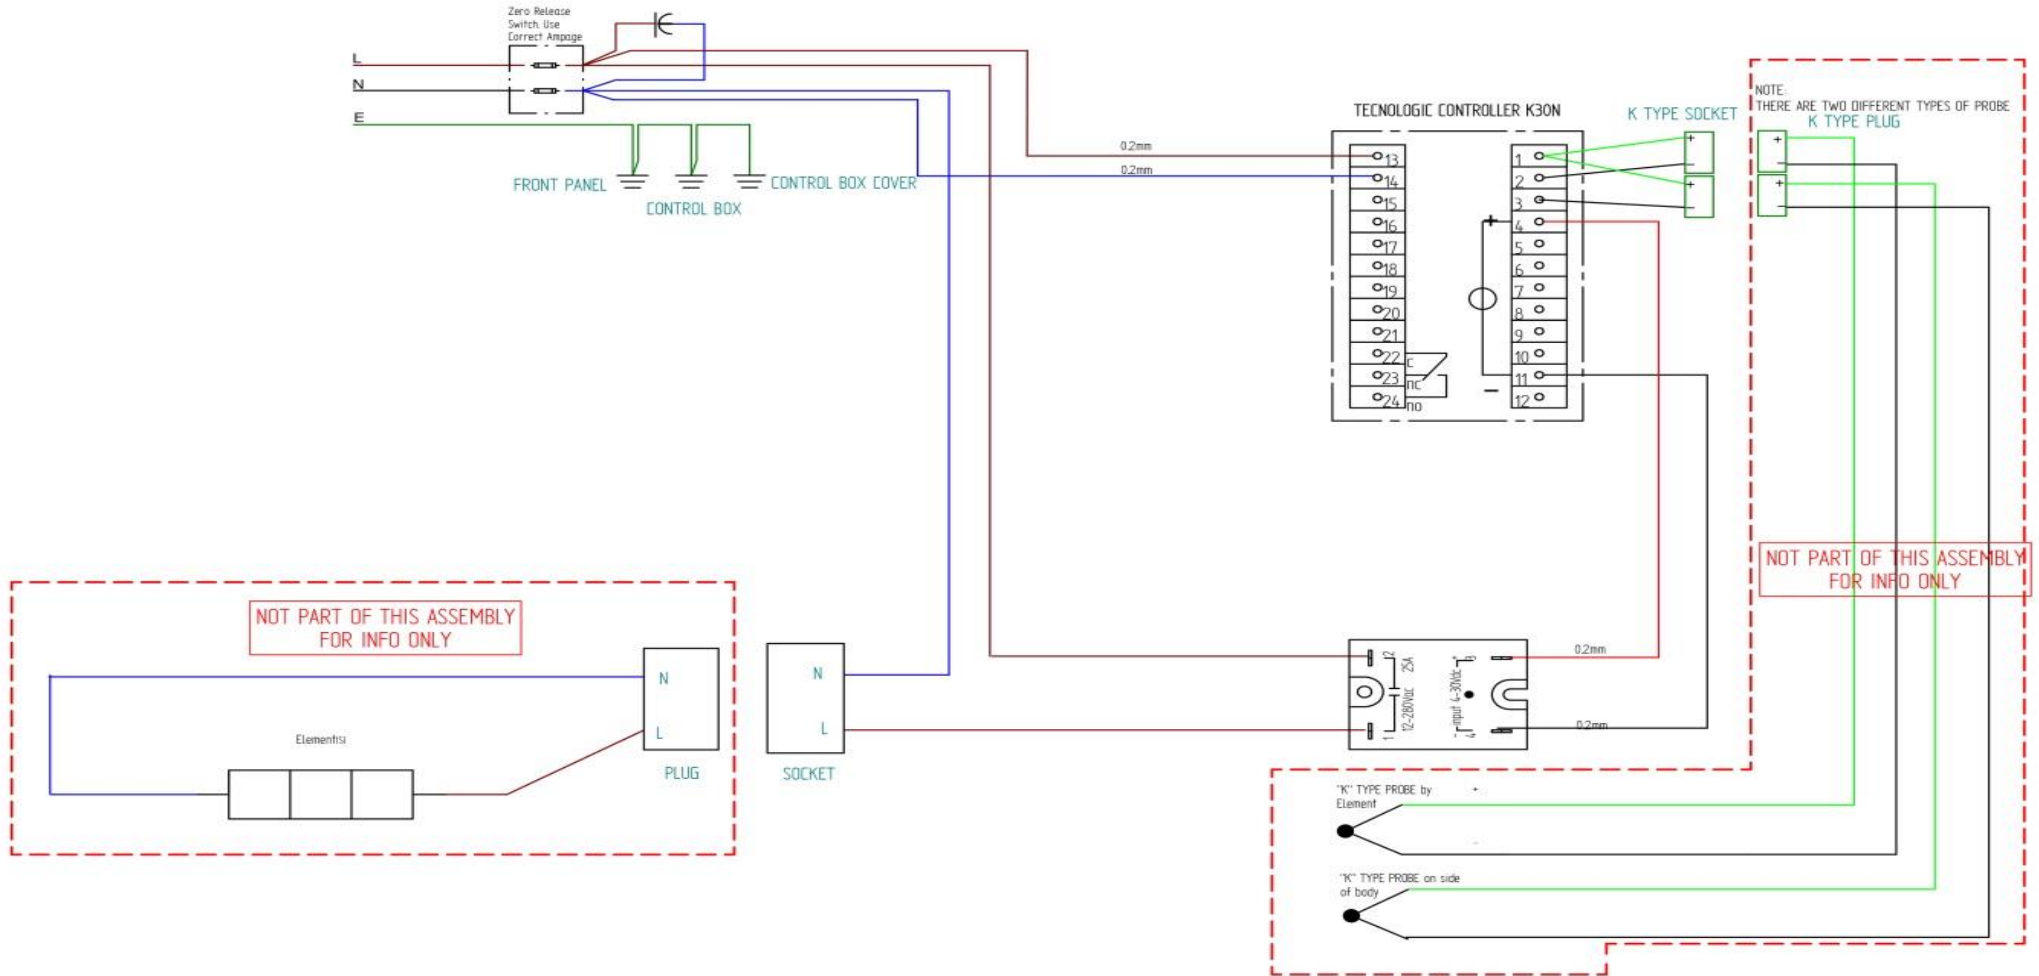 Zero Release
Switch. Use
Correct Ampage
L
N
E
FRONT PANEL
CONTROL BOX
CONTROL BOX COVER
0.2mm
0.2mm
TECNOLOGIC CONTROLLER K30N
13
14
15
16
17
18
19
20
21
22
23
24
C
nc
no
+
-
1
2
3
4
5
6
7
8
9
10
11
12
K TYPE SOCKET
+
-
+
-
NOTE:
THERE ARE TWO DIFFERENT TYPES OF PROBE
K TYPE PLUG
+
-
+
-
NOT PART OF THIS ASSEMBLY
FOR INFO ONLY
NOT PART OF THIS ASSEMBLY
FOR INFO ONLY
Element(s)
N
L
PLUG
N
L
SOCKET
2
25A
12-280Vac
1
+
3
input 4-30Vdc
-
4
0.2mm
0.2mm
"K" TYPE PROBE by
Element
+
-
"K" TYPE PROBE on side
of body